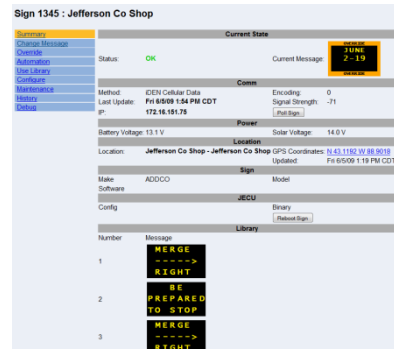 Sign 1345 : Jefferson Co Shop
Summary
Change Message
Override
Automation
Use Library
Configure
Maintenance
History
Debug
Current State
Status: OK Current Message:
OVERRIDE
JUNE
2-19
OVERRIDE
Comm
Method: iDEN Cellular Data Encoding: 0
Last Update: Fri 6/5/09 1:54 PM CDT Signal Strength: -71
IP: 172.16.151.75 Poll Sign
Power
Battery Voltage: 13.1 V Solar Voltage: 14.0 V
Location
Location: Jefferson Co Shop - Jefferson Co Shop GPS Coordinates: N 43.1192 W 88.9018
Updated: Fri 6/5/09 1:19 PM CDT
Sign
Make ADDCO Model
Software
JECU
Config Binary
Reboot Sign
Library
Number Message
1
MERGE
----->
RIGHT
2
BE
PREPARED
TO STOP
3
MERGE
----->
RIGHT